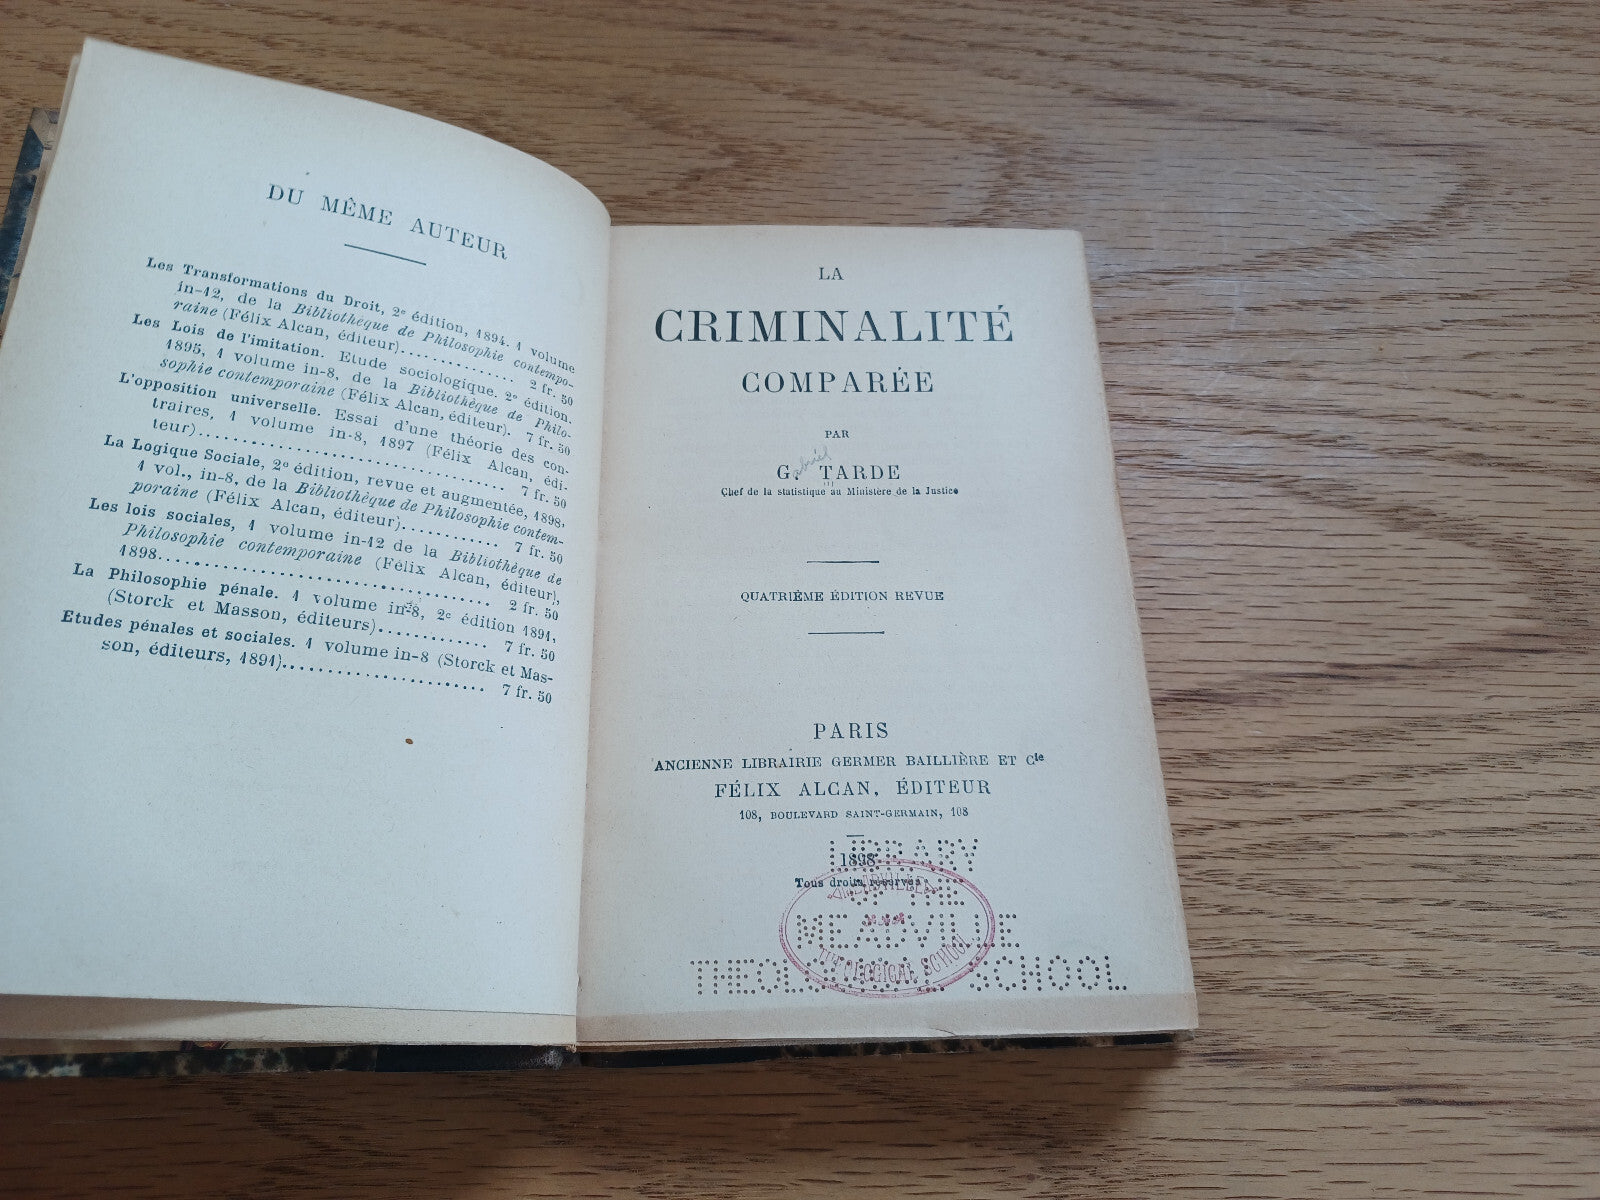 DU MÊME AUTEUR
Les Transformations du Droit, 2e édition, 1894. 1 volume
in-12, de la Bibliothèque de Philosophie contempo-
raine (Félix Alcan, éditeur)............... 2 fr. 50
Les Lois de l'imitation. Etude sociologique. 2e édition.
1895, 1 volume in-8, de la Bibliothèque de Philo-
sophie contemporaine (Félix Alcan, éditeur). 7 fr. 50
L'opposition universelle. Essai d'une théorie des con-
traires, 1 volume in-8, 1897 (Félix Alcan, édi-
teur).............................. 7 fr. 50
La Logique Sociale, 2e édition, revue et augmentée, 1898,
1 vol., in-8, de la Bibliothèque de Philosophie contem-
poraine (Félix Alcan, éditeur)............ 7 fr. 50
Les lois sociales, 1 volume in-12 de la Bibliothèque de
Philosophie contemporaine (Félix Alcan, éditeur),
1898.............................. 2 fr. 50
La Philosophie pénale. 1 volume in-8, 2e édition 1891,
(Storck et Masson, éditeurs)............ 7 fr. 50
Etudes pénales et sociales. 1 volume in-8 (Storck et Mas-
son, éditeurs, 1891)...................... 7 fr. 50
LA
CRIMINALITÉ
COMPARÉE
PAR
abriel
G. TARDE
Chef de la statistique au Ministère de la Justice
QUATRIÈME ÉDITION REVUE
PARIS
ANCIENNE LIBRAIRIE GERMER BAILLIÈRE ET Cie
FÉLIX ALCAN, ÉDITEUR
108, BOULEVARD SAINT-GERMAIN, 108
1898
Tous droits réservés
LIBRARY
OF THE
MEADVILLE
THEOLOGICAL SCHOOL
MEADVILLE
THEOLOGICAL SCHOOL